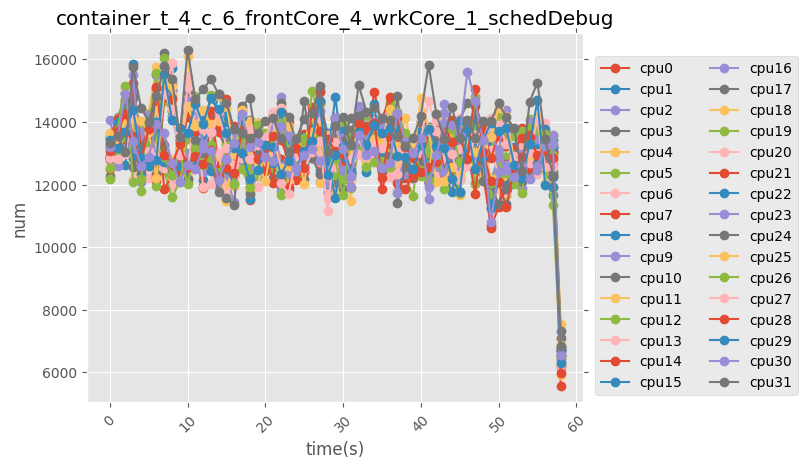 container_t_4_c_6_frontCore_4_wrkCore_1_schedDebug
num
16000
14000
12000
10000
8000
6000
0
10
20
30
40
50
60
time(s)
cpu0
cpu1
cpu2
cpu3
cpu4
cpu5
cpu6
cpu7
cpu8
cpu9
cpu10
cpu11
cpu12
cpu13
cpu14
cpu15
cpu16
cpu17
cpu18
cpu19
cpu20
cpu21
cpu22
cpu23
cpu24
cpu25
cpu26
cpu27
cpu28
cpu29
cpu30
cpu31